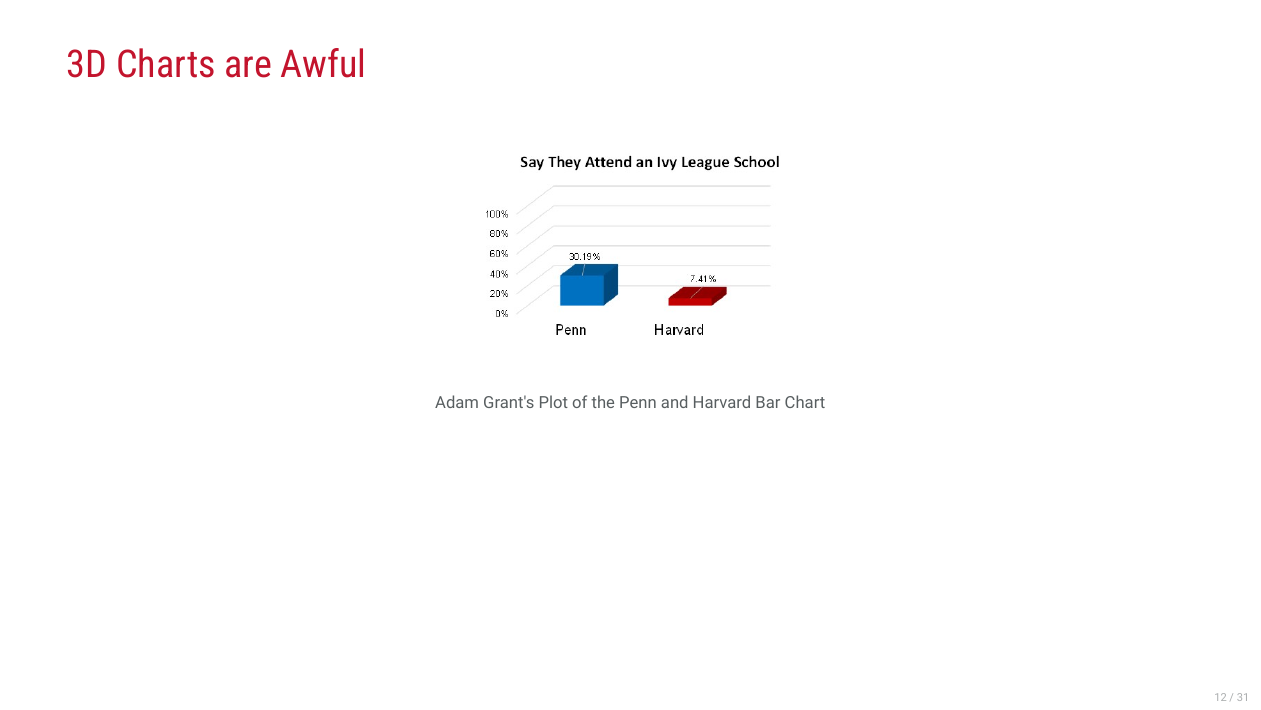 3D Charts are Awful
Say They Attend an Ivy League School
100%
80%
60%
40%
20%
0%
30.19%
7.41%
Penn
Harvard
Adam Grant's Plot of the Penn and Harvard Bar Chart
12 / 31